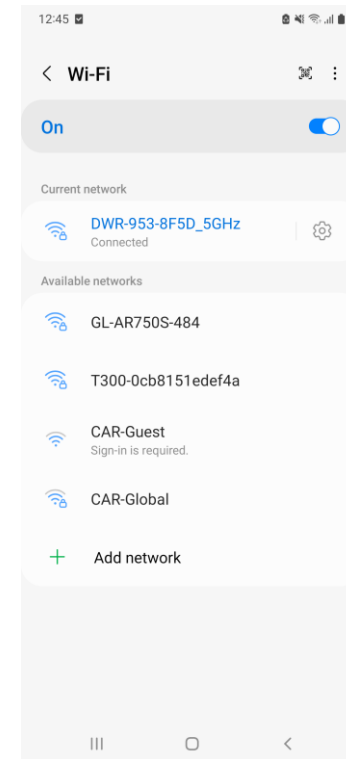 12:45
Wi-Fi
On
Current network
DWR-953-8F5D_5GHz
Connected
Available networks
GL-AR750S-484
T300-0cb8151edef4a
CAR-Guest
Sign-in is required.
CAR-Global
Add network